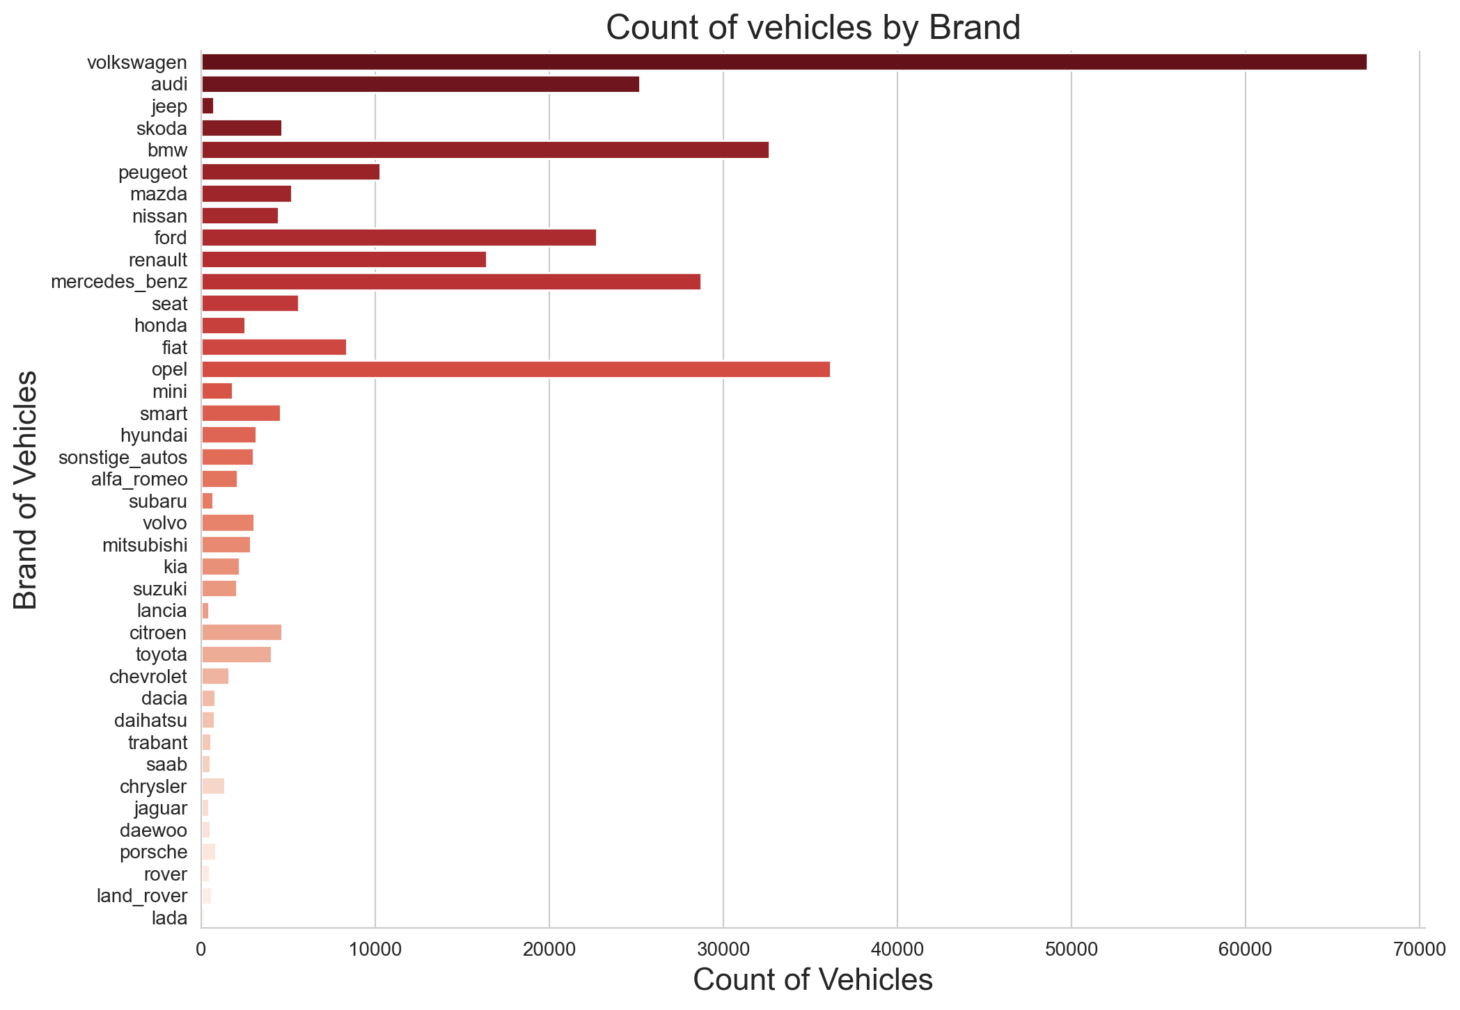 Count of vehicles by Brand
volkswagen
audi
jeep
skoda
bmw
peugeot
mazda
nissan
ford
renault
mercedes_benz
seat
honda
fiat
opel
mini
smart
hyundai
sonstige_autos
alfa_romeo
subaru
volvo
mitsubishi
kia
suzuki
lancia
citroen
toyota
chevrolet
dacia
daihatsu
trabant
saab
chrysler
jaguar
daewoo
porsche
rover
land_rover
lada
Brand of Vehicles
0 10000 20000 30000 40000 50000 60000 70000
Count of Vehicles